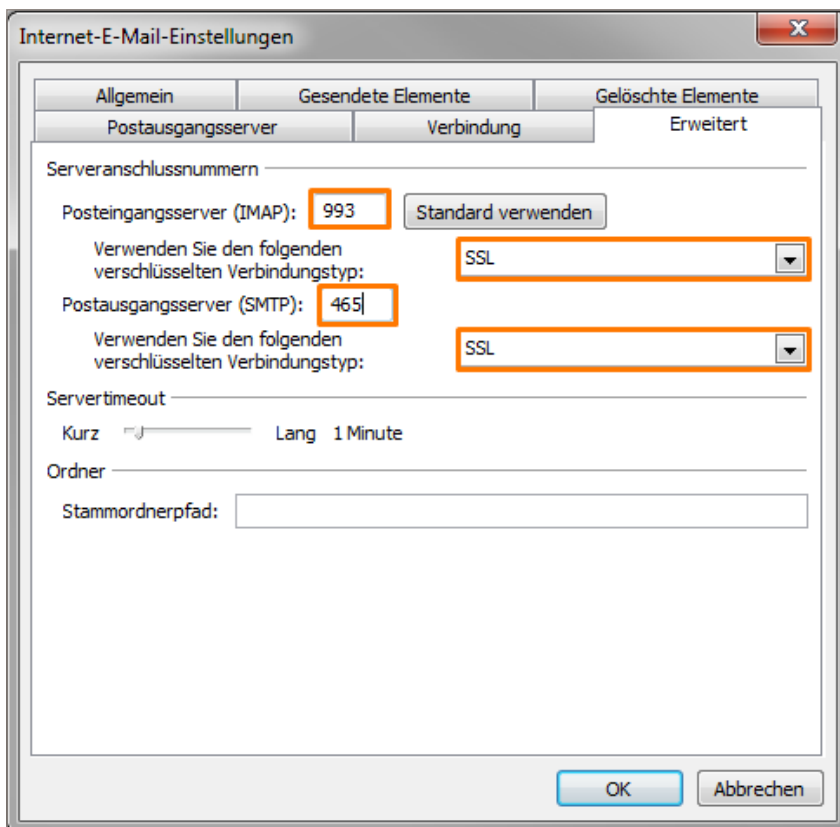 Internet-E-Mail-Einstellungen
Allgemein Gesendete Elemente Gelöschte Elemente
Postausgangsserver Verbindung Erweitert
Serveranschlussnummern
Posteingangsserver (IMAP): 993 Standard verwenden
Verwenden Sie den folgenden
verschlüsselten Verbindungstyp: SSL
Postausgangsserver (SMTP): 465
Verwenden Sie den folgenden
verschlüsselten Verbindungstyp: SSL
Servertimeout
Kurz Lang 1 Minute
Ordner
Stammordnerpfad:
OK Abbrechen